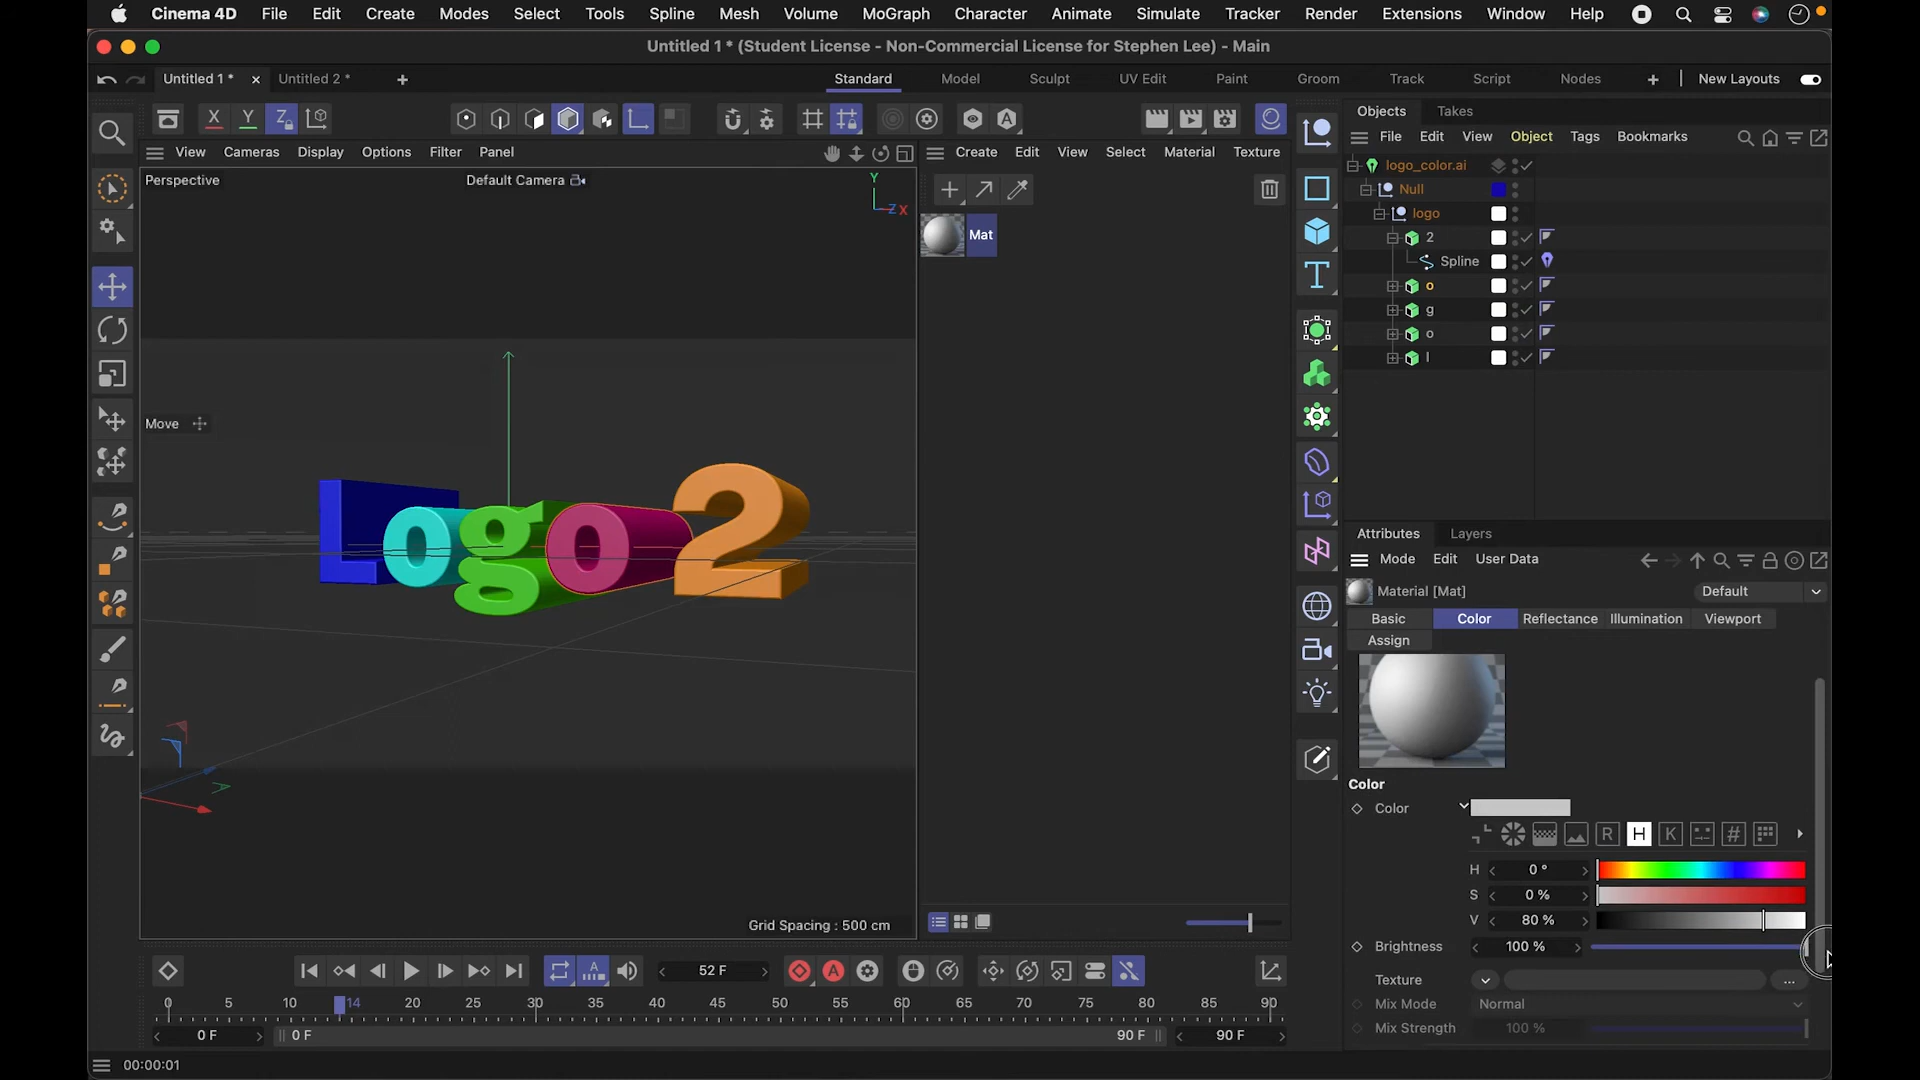 Cinema 4D File Edit Create Modes Select Tools Spline Mesh Volume MoGraph Character Animate Simulate Tracker Render Extensions Window Help
Untitled 1 * (Student License - Non-Commercial License for Stephen Lee) - Main
Untitled 1 * Untitled 2 * Standard Model Sculpt UV Edit Paint Groom Track Script Nodes New Layouts
X Y Z A
Objects Takes
File Edit View Object Tags Bookmarks
View Cameras Display Options Filter Panel
Create Edit View Select Material Texture
Perspective
Default Camera
Y
Z X
Mat
logo_color.ai
Null
logo
2
Spline
o
g
o
l
Move
Logo2
T
Grid Spacing : 500 cm
Attributes Layers
Mode Edit User Data
Material [Mat]
Default
Basic Color Reflectance Illumination Viewport
Assign
Color
Color
R H K #
H 0 °
S 0 %
V 80 %
Brightness 100 %
Texture ...
Mix Mode Normal
Mix Strength 100 %
A 52 F A
0 5 10 14 20 25 30 35 40 45 50 55 60 65 70 75 80 85 90
0 F 0 F 90 F 90 F
00:00:01